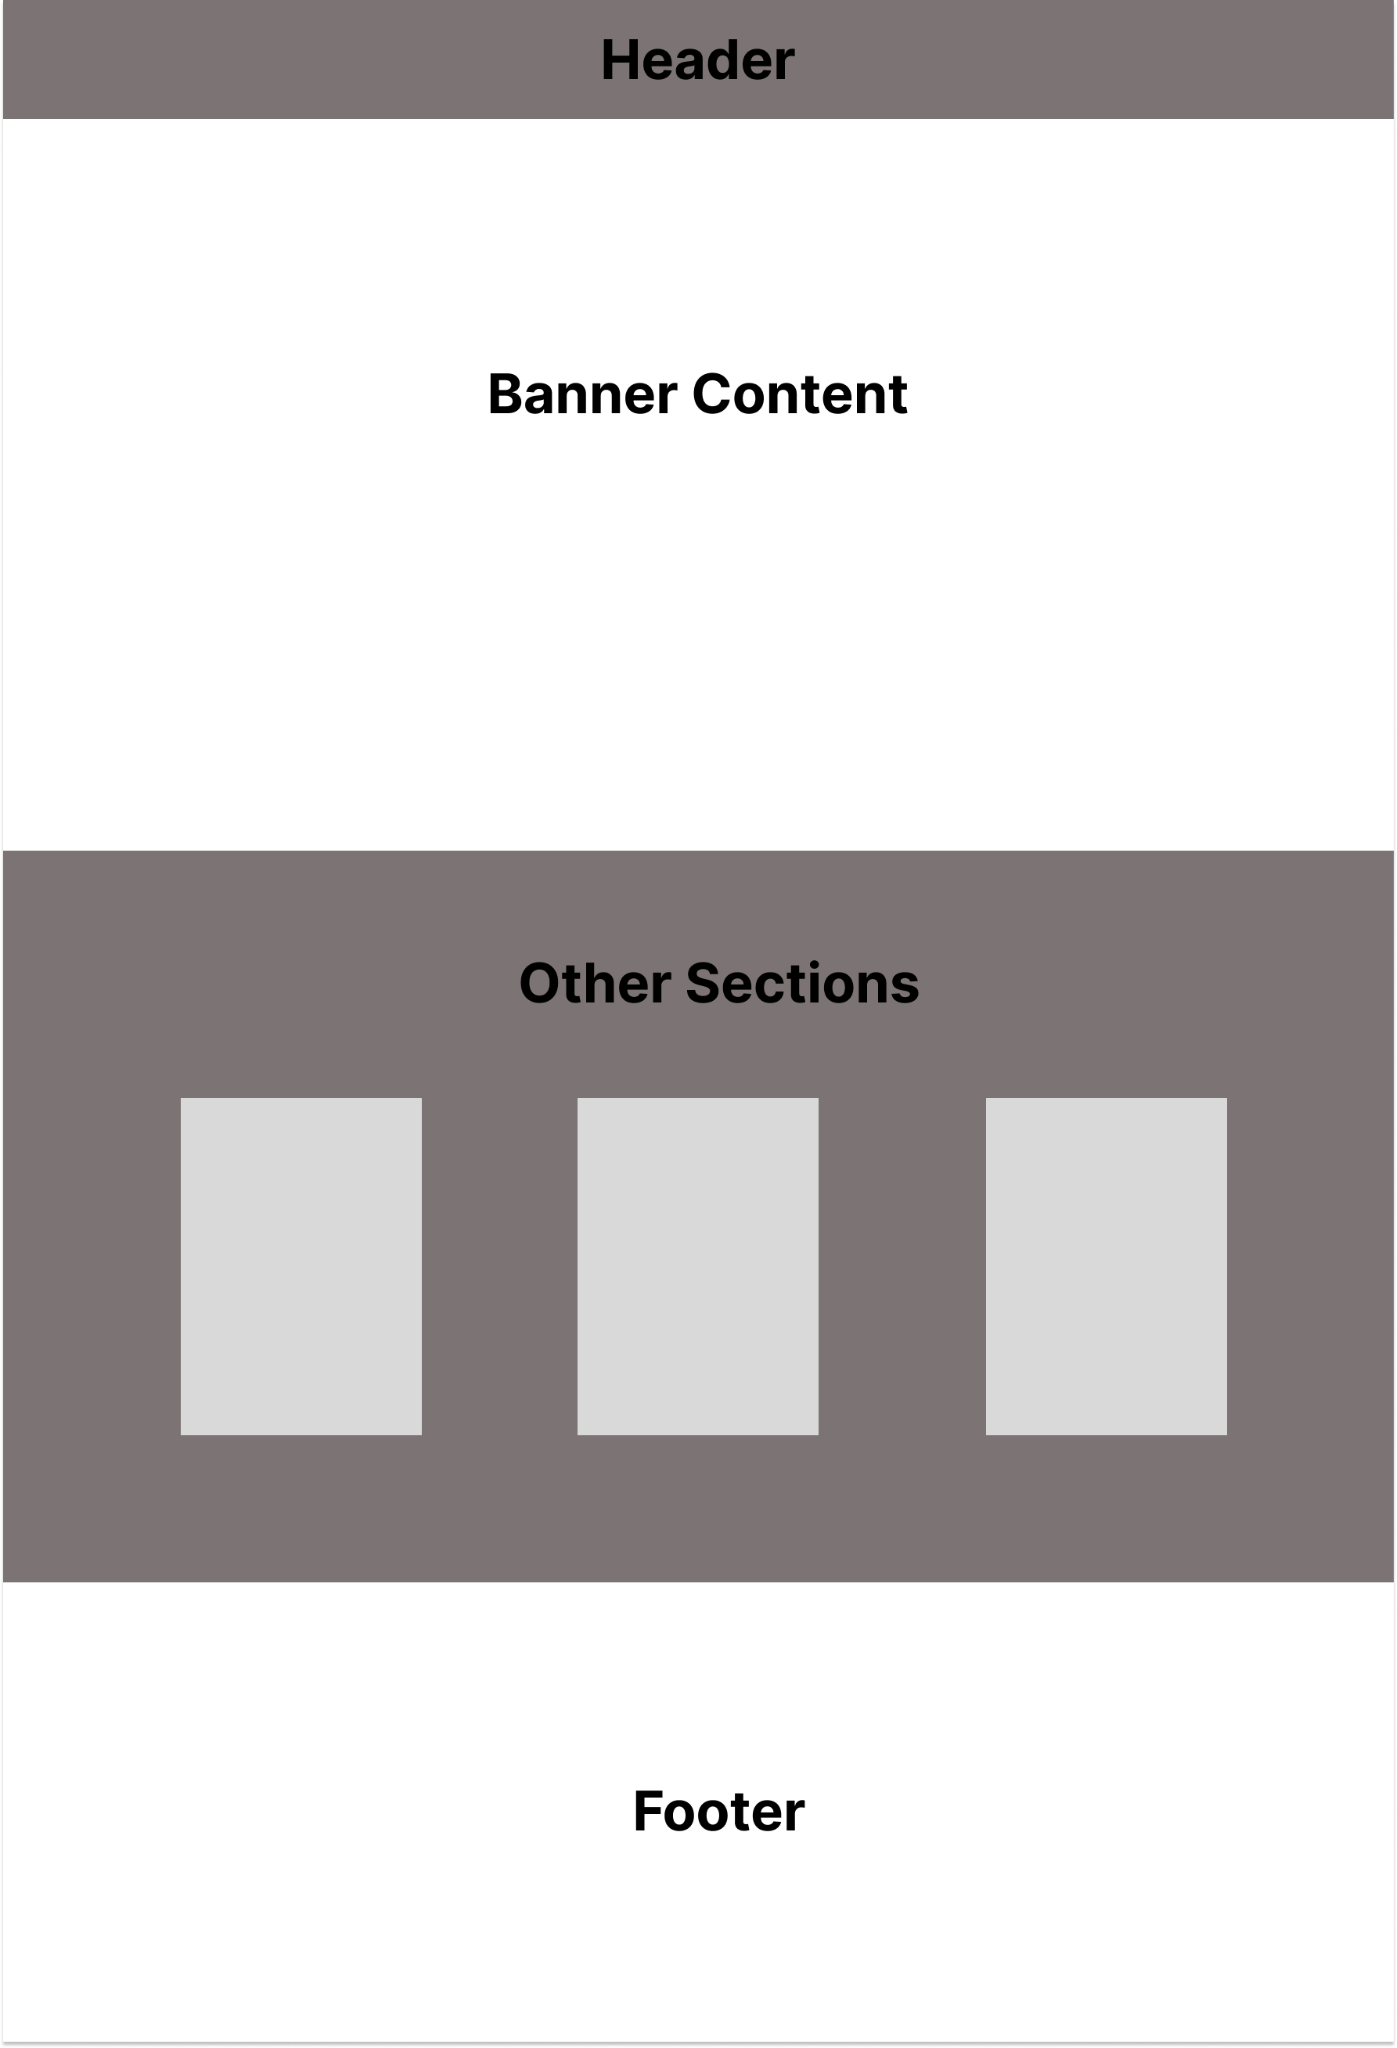 Header
Banner Content
Other Sections
Footer